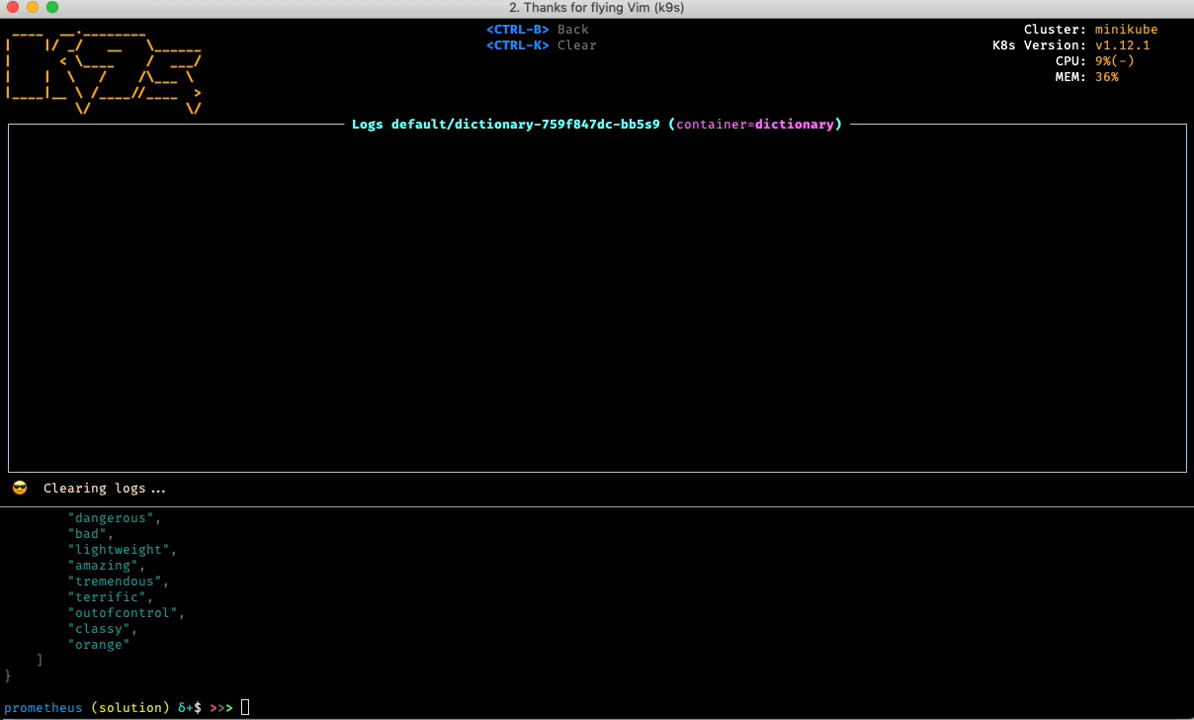 2. Thanks for flying Vim (k9s)
<CTRL-B> Back
<CTRL-K> Clear
Cluster: minikube
K8s Version: v1.12.1
CPU: 9%(-)
MEM: 36%
Logs default/dictionary-759f847dc-bb5s9 (container=dictionary)
😎 Clearing logs...
"dangerous",
"bad",
"lightweight",
"amazing",
"tremendous",
"terrific",
"outofcontrol",
"classy",
"orange"
]
}
prometheus (solution) δ+$ >>>